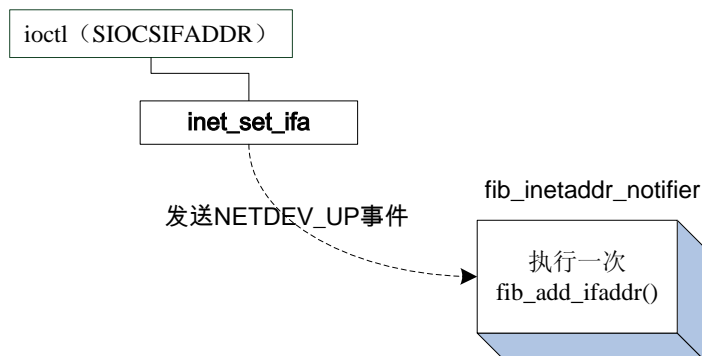 ioctl（SIOCSIFADDR）
inet_set_ifa
发送NETDEV_UP事件
fib_inetaddr_notifier
执行一次
fib_add_ifaddr()